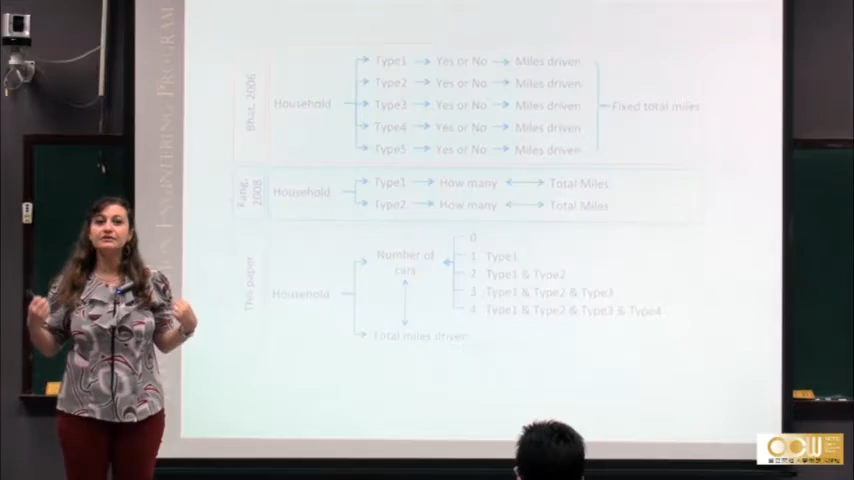 EN ENGINEERING PROGRAM
Bhat, 2006
Household
Type1 Yes or No Miles driven
Type2 Yes or No Miles driven
Type3 Yes or No Miles driven
Type4 Yes or No Miles driven
Type5 Yes or No Miles driven
Fixed total miles
Fang, 2008
Household
Type1 How many Total Miles
Type2 How many Total Miles
This paper
Household
Number of
cars
0
1 Type1
2 Type1 & Type2
3 Type1 & Type2 & Type3
4 Type1 & Type2 & Type3 & Type4
Total miles driven
OCW